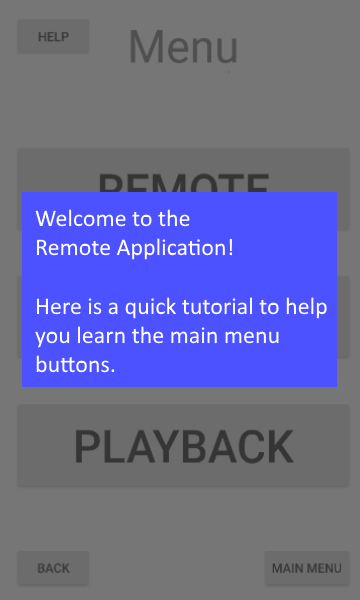 HELP
Menu
REMOTE
Welcome to the
Remote Application!
Here is a quick tutorial to help
you learn the main menu
buttons.
PLAYBACK
BACK
MAIN MENU